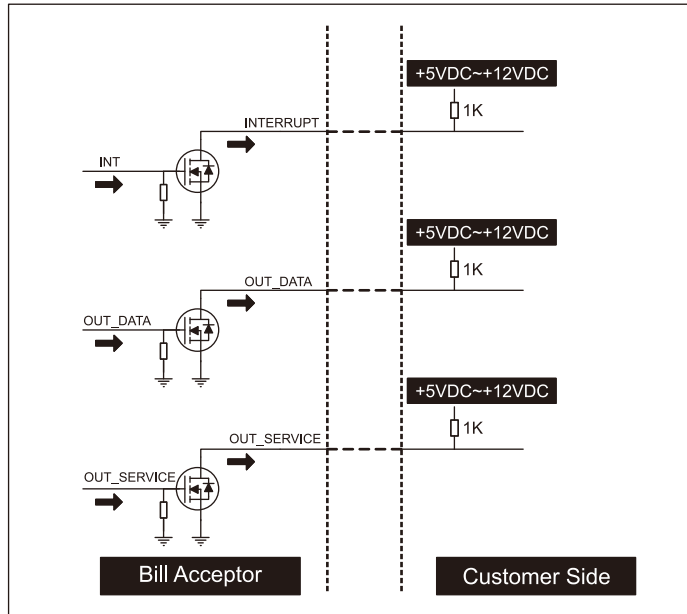 +5VDC~+12VDC
1K
INTERRUPT
INT
+5VDC~+12VDC
1K
OUT_DATA
OUT_DATA
+5VDC~+12VDC
1K
OUT_SERVICE
OUT_SERVICE
Bill Acceptor
Customer Side